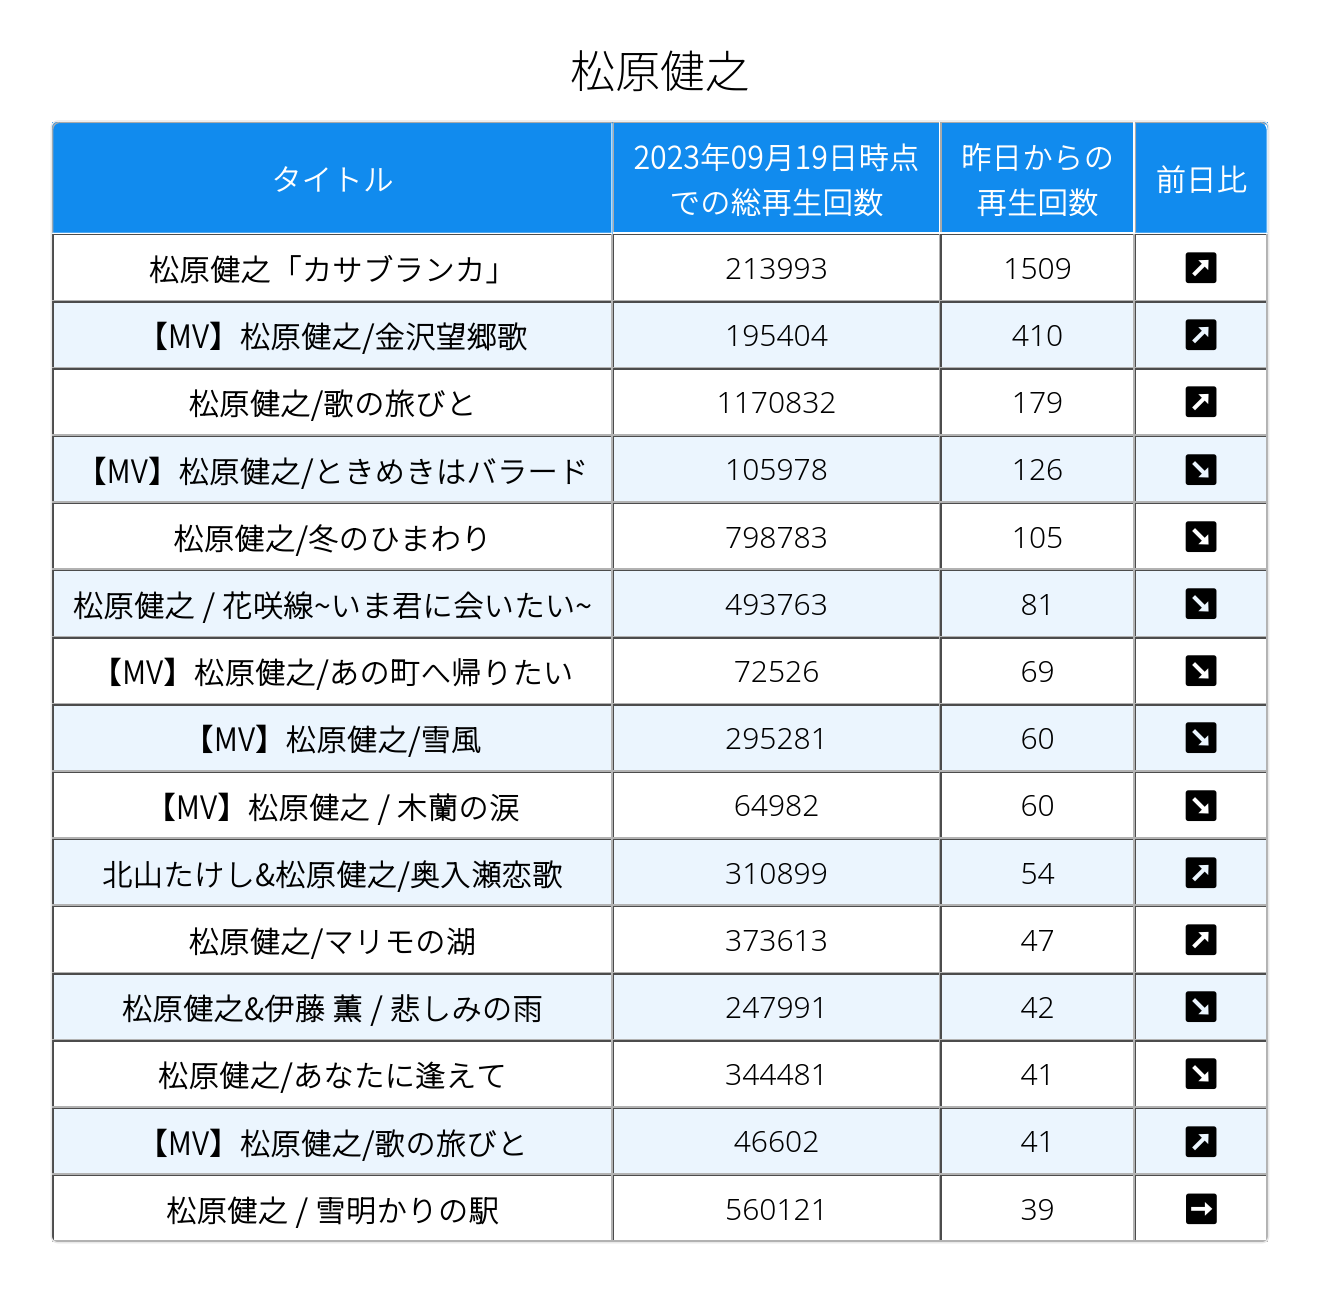 松原健之
タイトル
2023年09月19日時点
での総再生回数
昨日からの
再生回数
前日比
松原健之「カサブランカ」 213993 1509
【MV】松原健之/金沢望郷歌 195404 410
松原健之/歌の旅びと 1170832 179
【MV】松原健之/ときめきはバラード 105978 126
松原健之/冬のひまわり 798783 105
松原健之 / 花咲線~いま君に会いたい~ 493763 81
【MV】松原健之/あの町へ帰りたい 72526 69
【MV】松原健之/雪風 295281 60
【MV】松原健之 / 木蘭の涙 64982 60
北山たけし&松原健之/奥入瀬恋歌 310899 54
松原健之/マリモの湖 373613 47
松原健之&伊藤 薫 / 悲しみの雨 247991 42
松原健之/あなたに逢えて 344481 41
【MV】松原健之/歌の旅びと 46602 41
松原健之 / 雪明かりの駅 560121 39